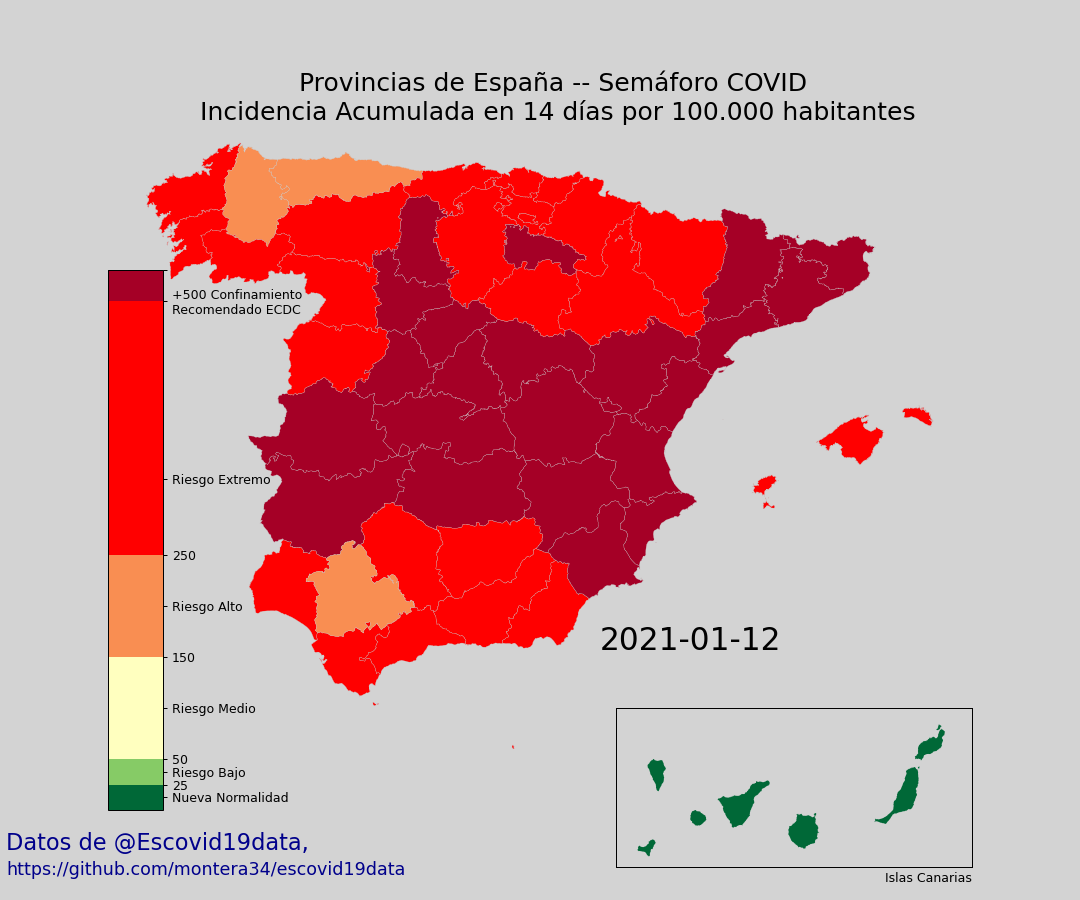 Provincias de España -- Semáforo COVID
Incidencia Acumulada en 14 días por 100.000 habitantes
+500 Confinamiento
Recomendado ECDC
Riesgo Extremo
250
Riesgo Alto
150
Riesgo Medio
50
Riesgo Bajo
25
Nueva Normalidad
2021-01-12
Islas Canarias
Datos de @Escovid19data,
https://github.com/montera34/escovid19data